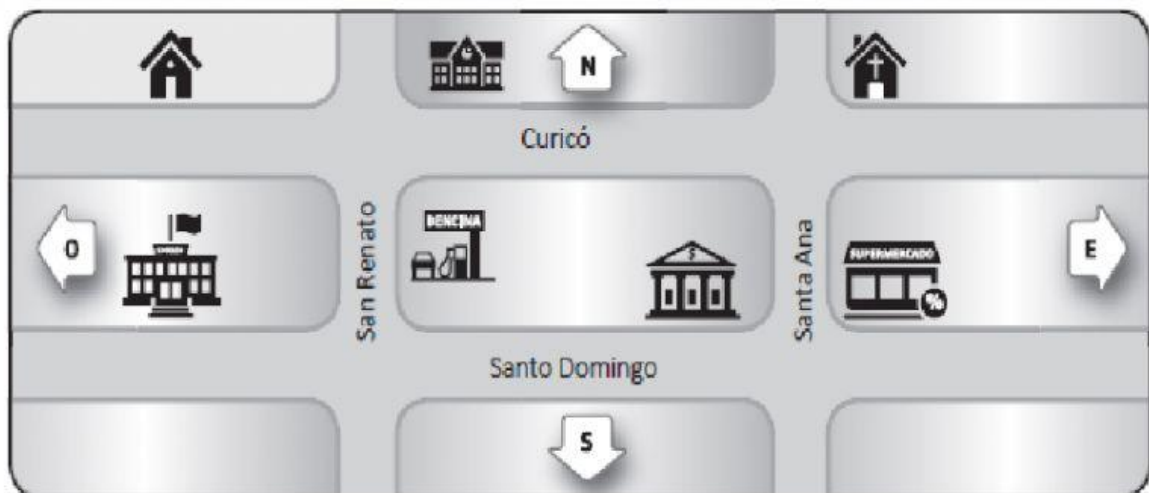 N
Curicó
O
San Renato
BENCINA
$
Santa Ana
SUPERMERCADO
%
E
Santo Domingo
S